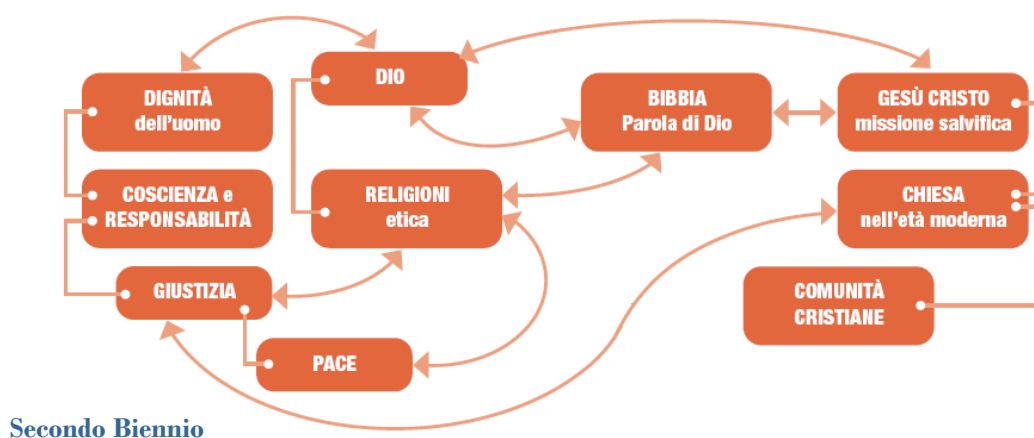 DIO
DIGNITÀ
dell'uomo
BIBBIA
Parola di Dio
GESÙ CRISTO
missione salvifica
COSCIENZA e
RESPONSABILITÀ
RELIGIONI
etica
CHIESA
nell'età moderna
GIUSTIZIA
COMUNITÀ
CRISTIANE
PACE
Secondo Biennio